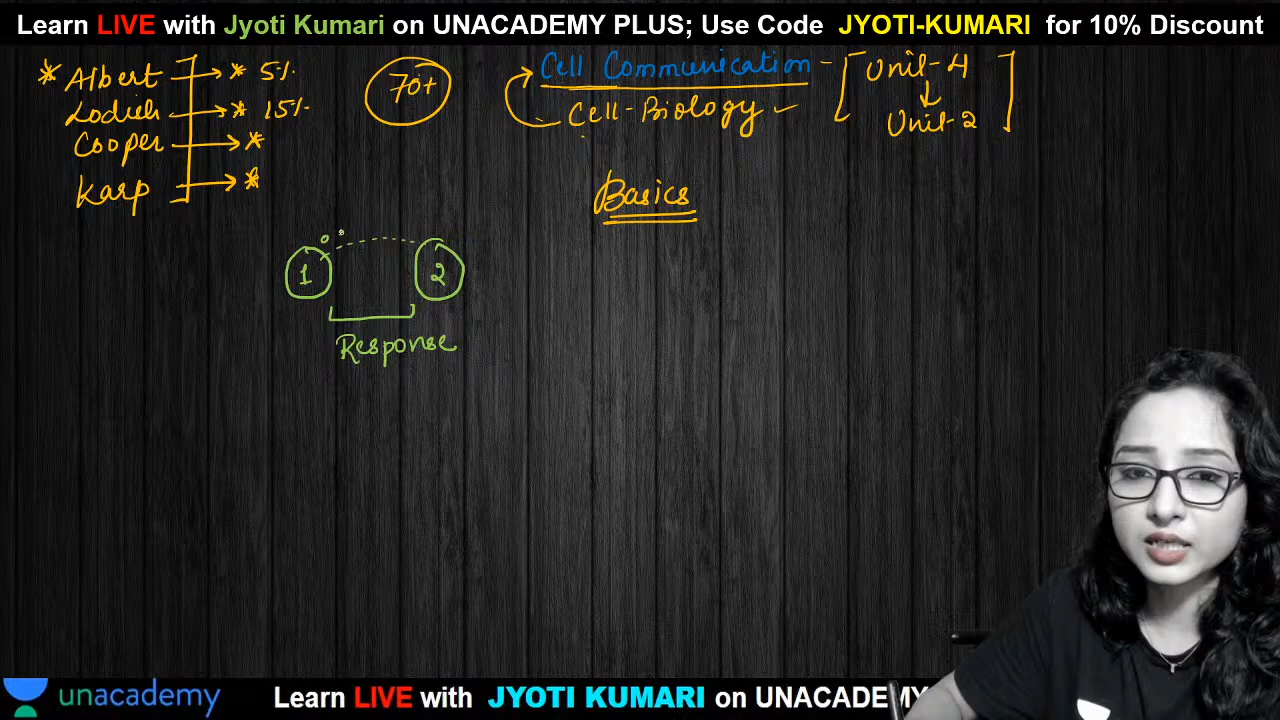 Learn LIVE with Jyoti Kumari on UNACADEMY PLUS; Use Code JYOTI-KUMARI for 10% Discount
* Albert → * 5%
Lodish → * 15%
Cooper → *
Karp → *
70+
Cell Communication - [Unit-4
Cell-Biology ✓
↓
Unit-2]
Basics
1
2
Response
unacademy
Learn LIVE with JYOTI KUMARI on UNACADEMY